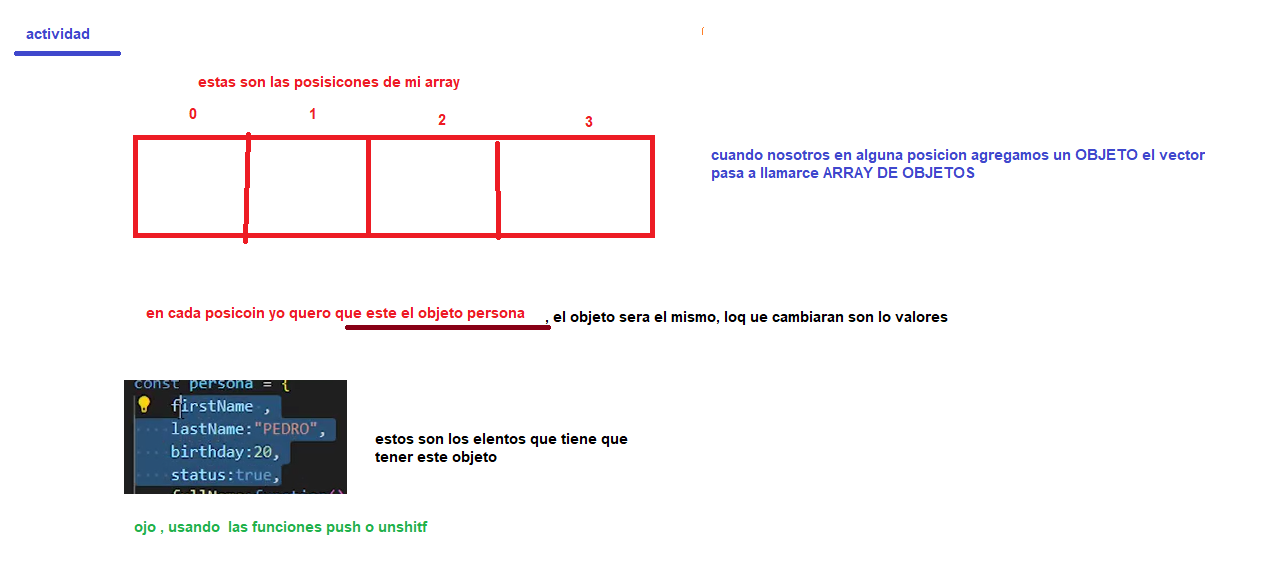 actividad
estas son las posisicones de mi array
0 1 2 3
cuando nosotros en alguna posicion agregamos un OBJETO el vector
pasa a llamarce ARRAY DE OBJETOS
en cada posicoin yo quero que este el objeto persona , el objeto sera el mismo, loq ue cambiaran son lo valores
const persona = {
firstName ,
lastName:"PEDRO",
birthday:20,
status:true,
estos son los elentos que tiene que
tener este objeto
ojo , usando las funciones push o unshitf